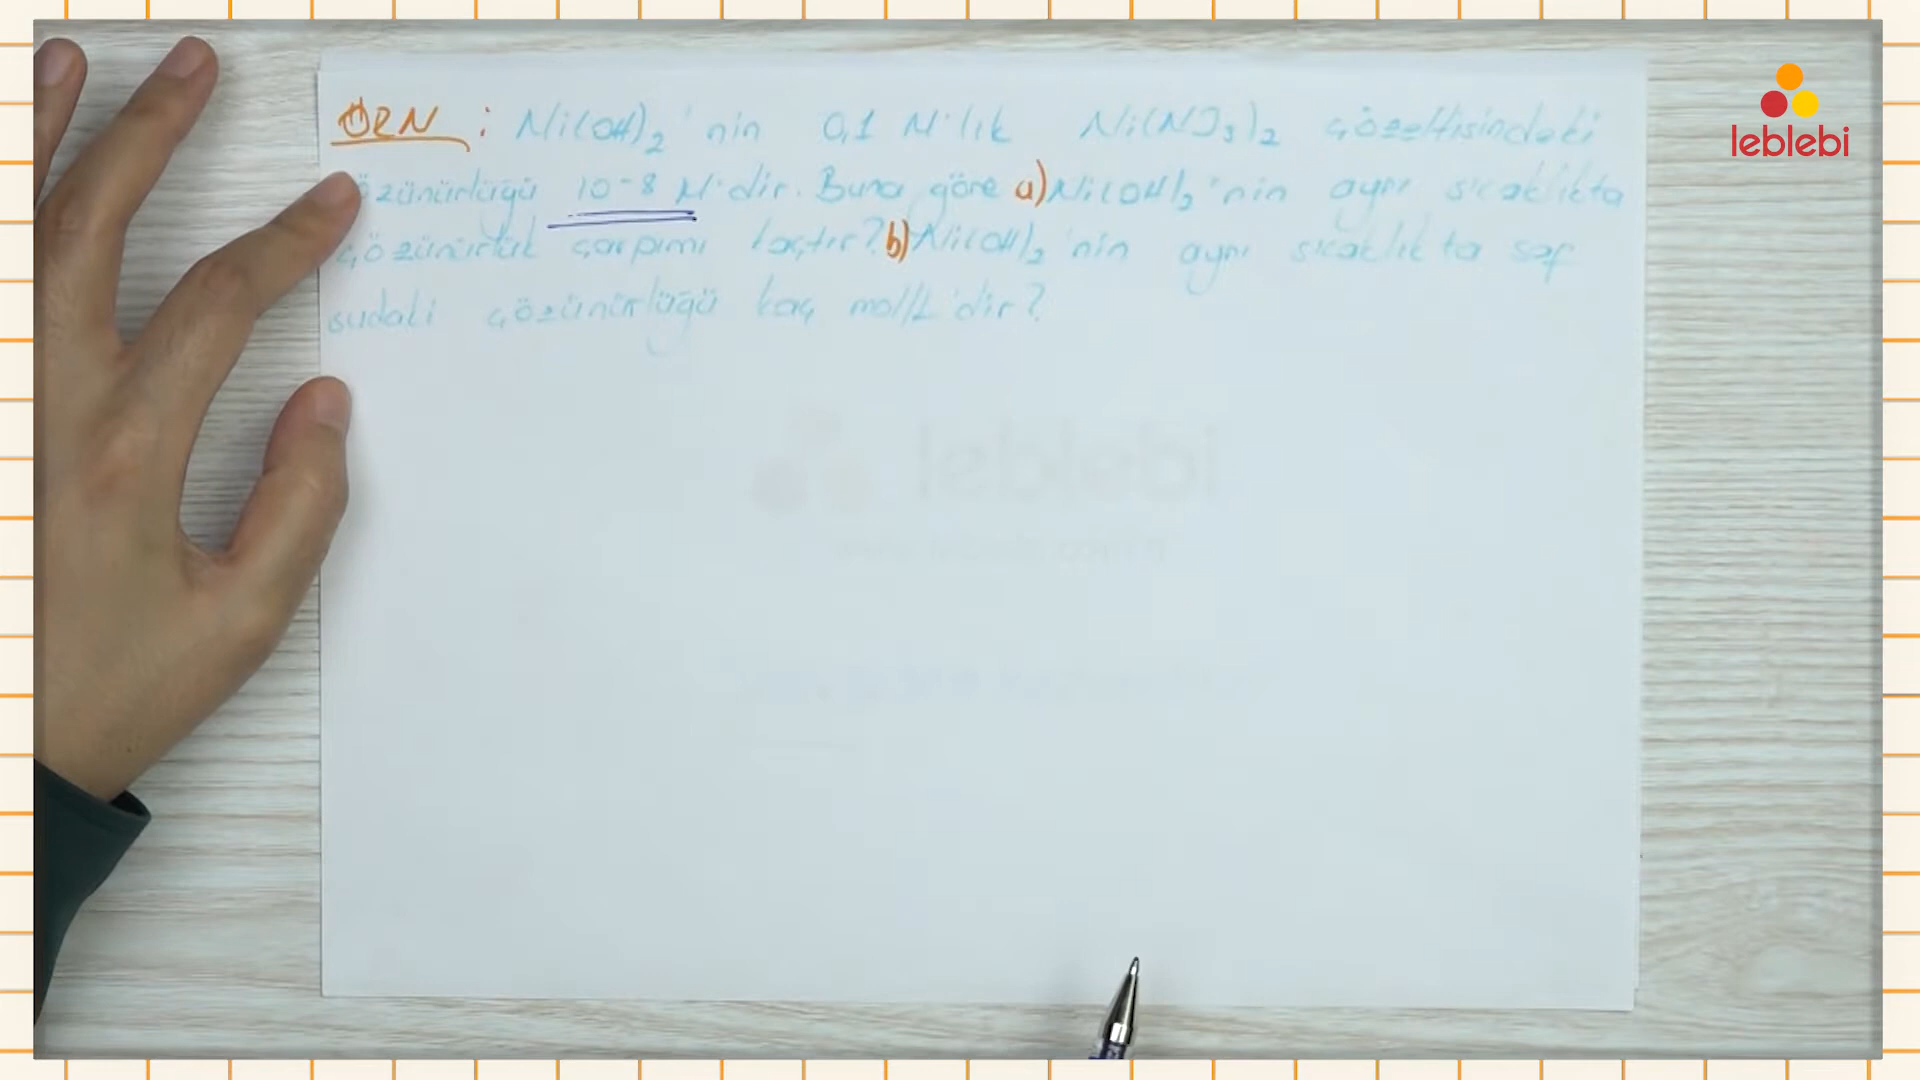 ÖRN : Ni(OH)2'nin 0,1 M'lık Ni(NO3)2 çözeltisindeki
özünürlüğü 10-8 M'dir. Buna göre a) Ni(OH)2'nin aynı sıcaklıkta
çözünürlük çarpımı kaçtır? b) Ni(OH)2'nin aynı sıcaklıkta saf
sudaki çözünürlüğü kaç mol/L'dir?
leblebi